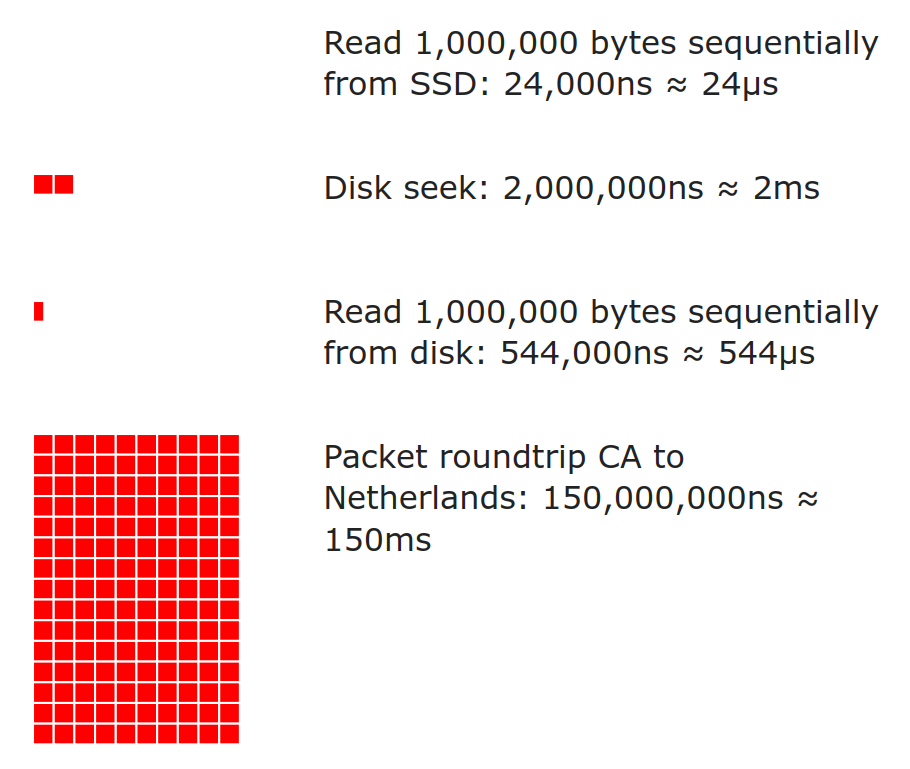 Read 1,000,000 bytes sequentially
from SSD: 24,000ns ≈ 24μs
Disk seek: 2,000,000ns ≈ 2ms
Read 1,000,000 bytes sequentially
from disk: 544,000ns ≈ 544μs
Packet roundtrip CA to
Netherlands: 150,000,000ns ≈
150ms